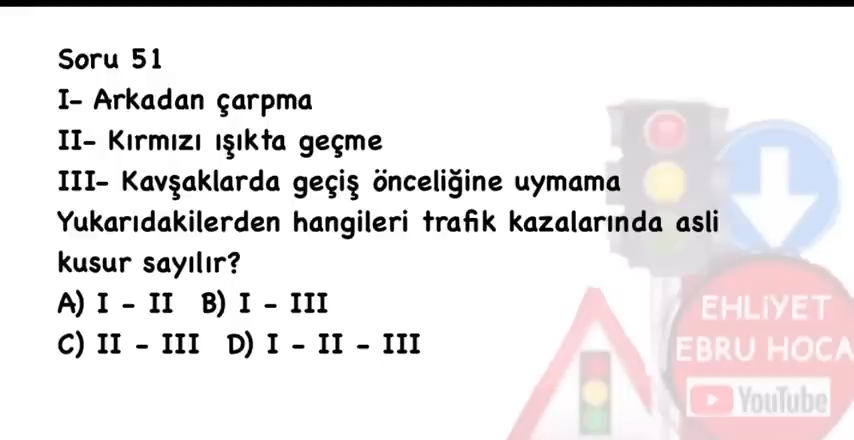 Soru 51
I- Arkadan çarpma
II- Kırmızı ışıkta geçme
III- Kavşaklarda geçiş önceliğine uymama
Yukarıdakilerden hangileri trafik kazalarında asli
kusur sayılır?
A) I - II B) I - III
C) II - III D) I - II - III
EHLİYET
EBRU HOCA
YouTube